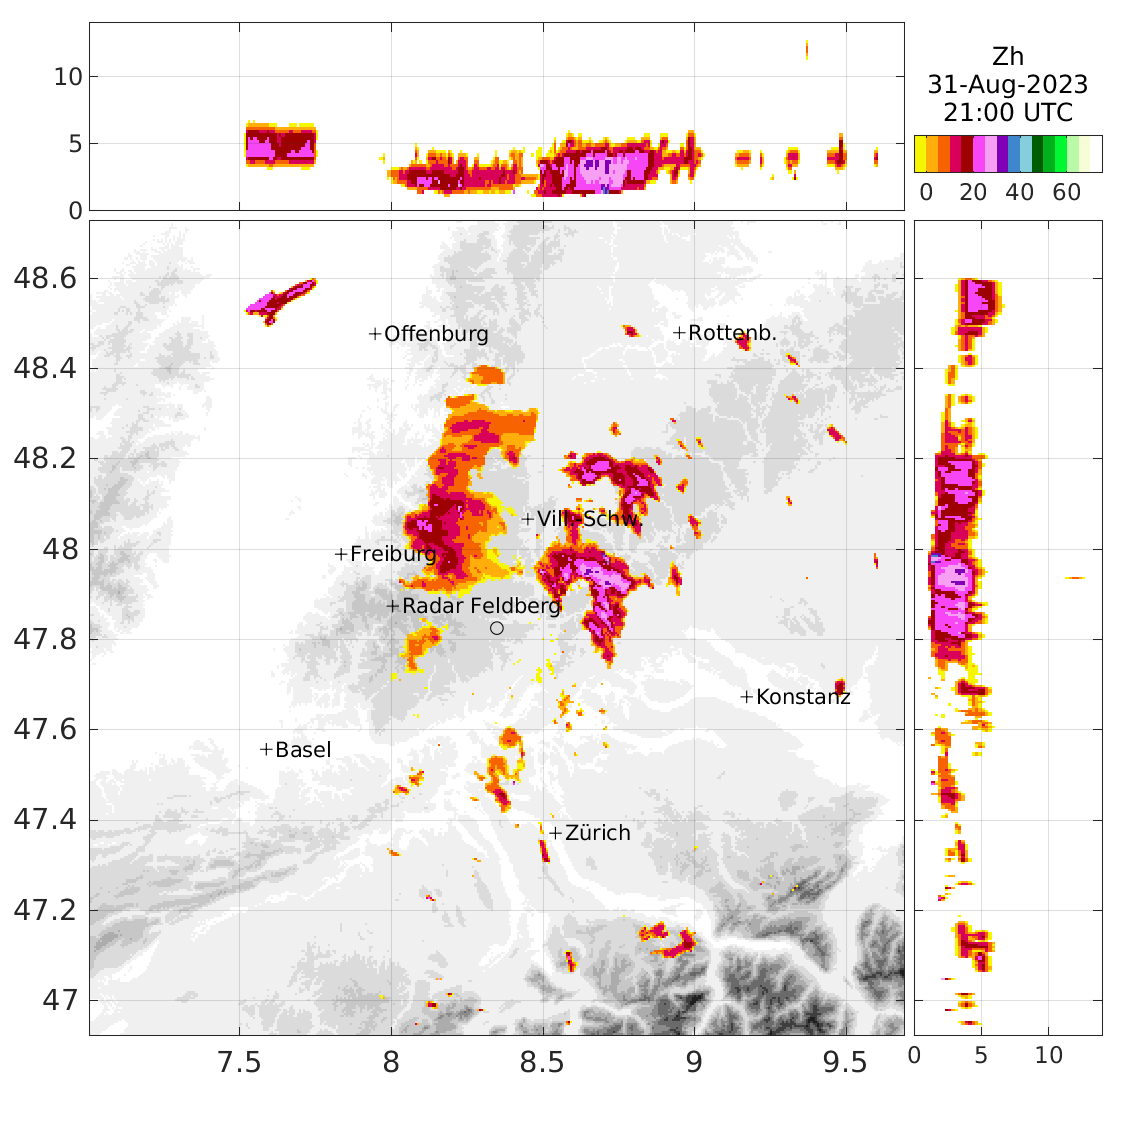 10
5
0
Zh
31-Aug-2023
21:00 UTC
0 20 40 60
48.6
48.4
48.2
48
47.8
47.6
47.4
47.2
47
+Offenburg
+Rottenb.
+Vill.-Schw.
+Freiburg
+Radar Feldberg
+Konstanz
+Basel
+Zürich
7.5 8 8.5 9 9.5
0 5 10